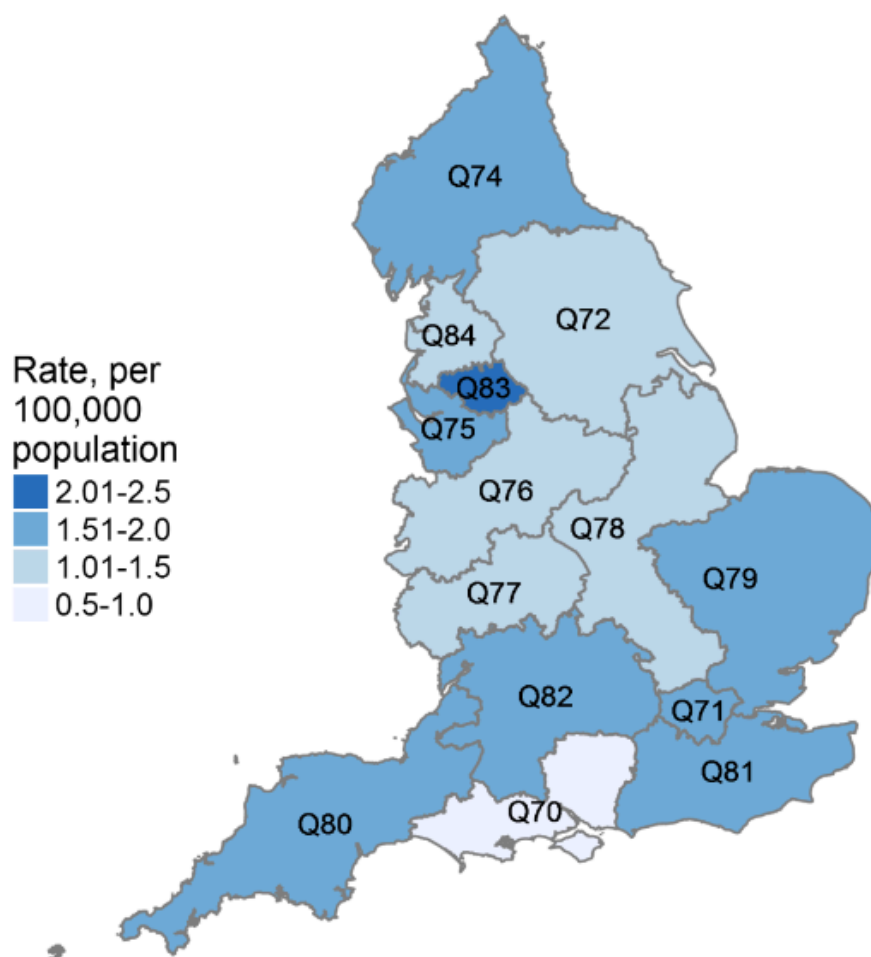 Q74
Q72
Q84
Q83
Q75
Q76
Q78
Q79
Q77
Q82
Q71
Q81
Q70
Q80
Rate, per
100,000
population
2.01-2.5
1.51-2.0
1.01-1.5
0.5-1.0